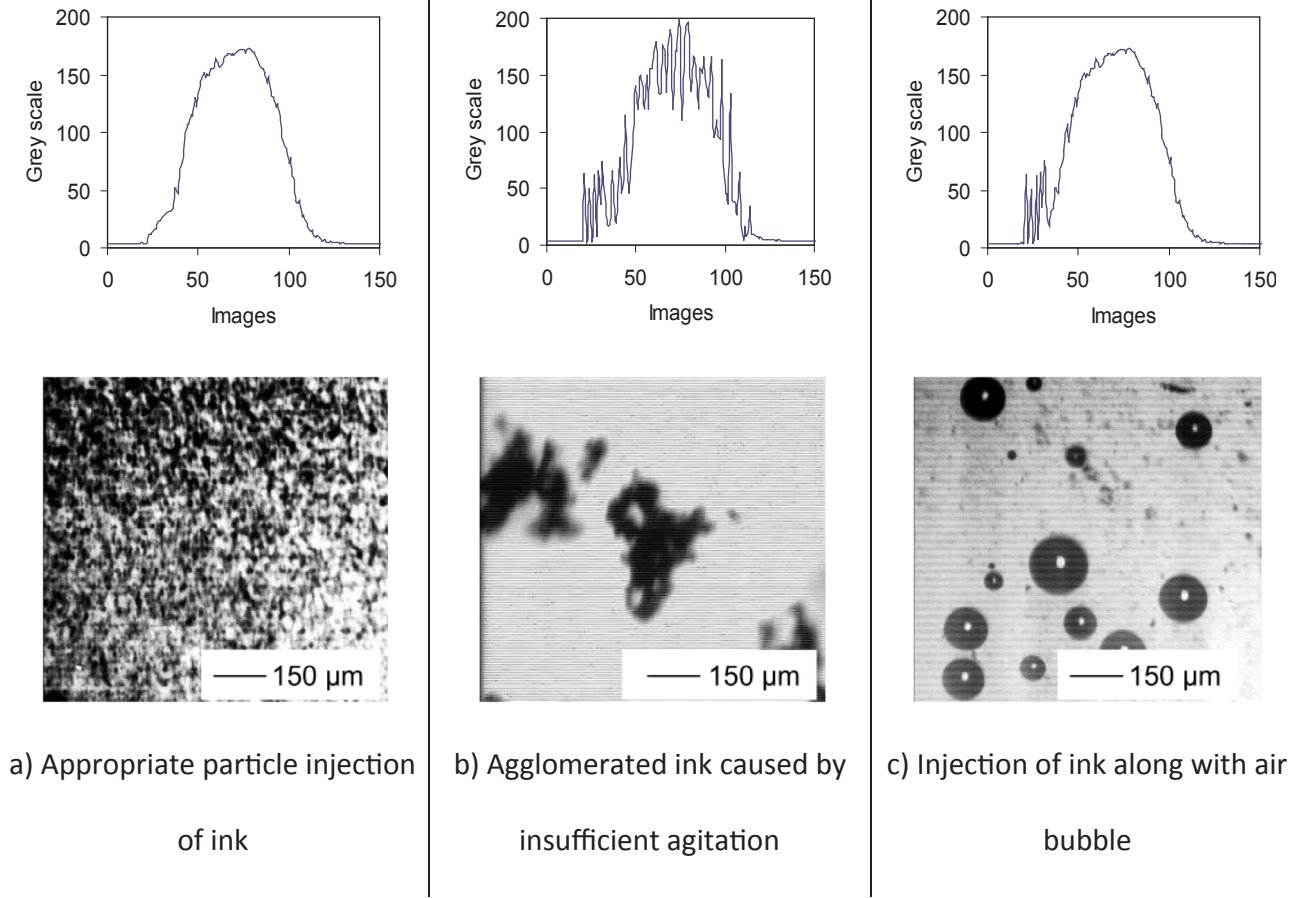 200
150
100
50
0
Grey scale
0
50
100
150
Images
150 µm
a) Appropriate particle injection
of ink
200
150
100
50
0
Grey scale
0
50
100
150
Images
150 µm
b) Agglomerated ink caused by
insufficient agitation
200
150
100
50
0
Grey scale
0
50
100
150
Images
150 µm
c) Injection of ink along with air
bubble